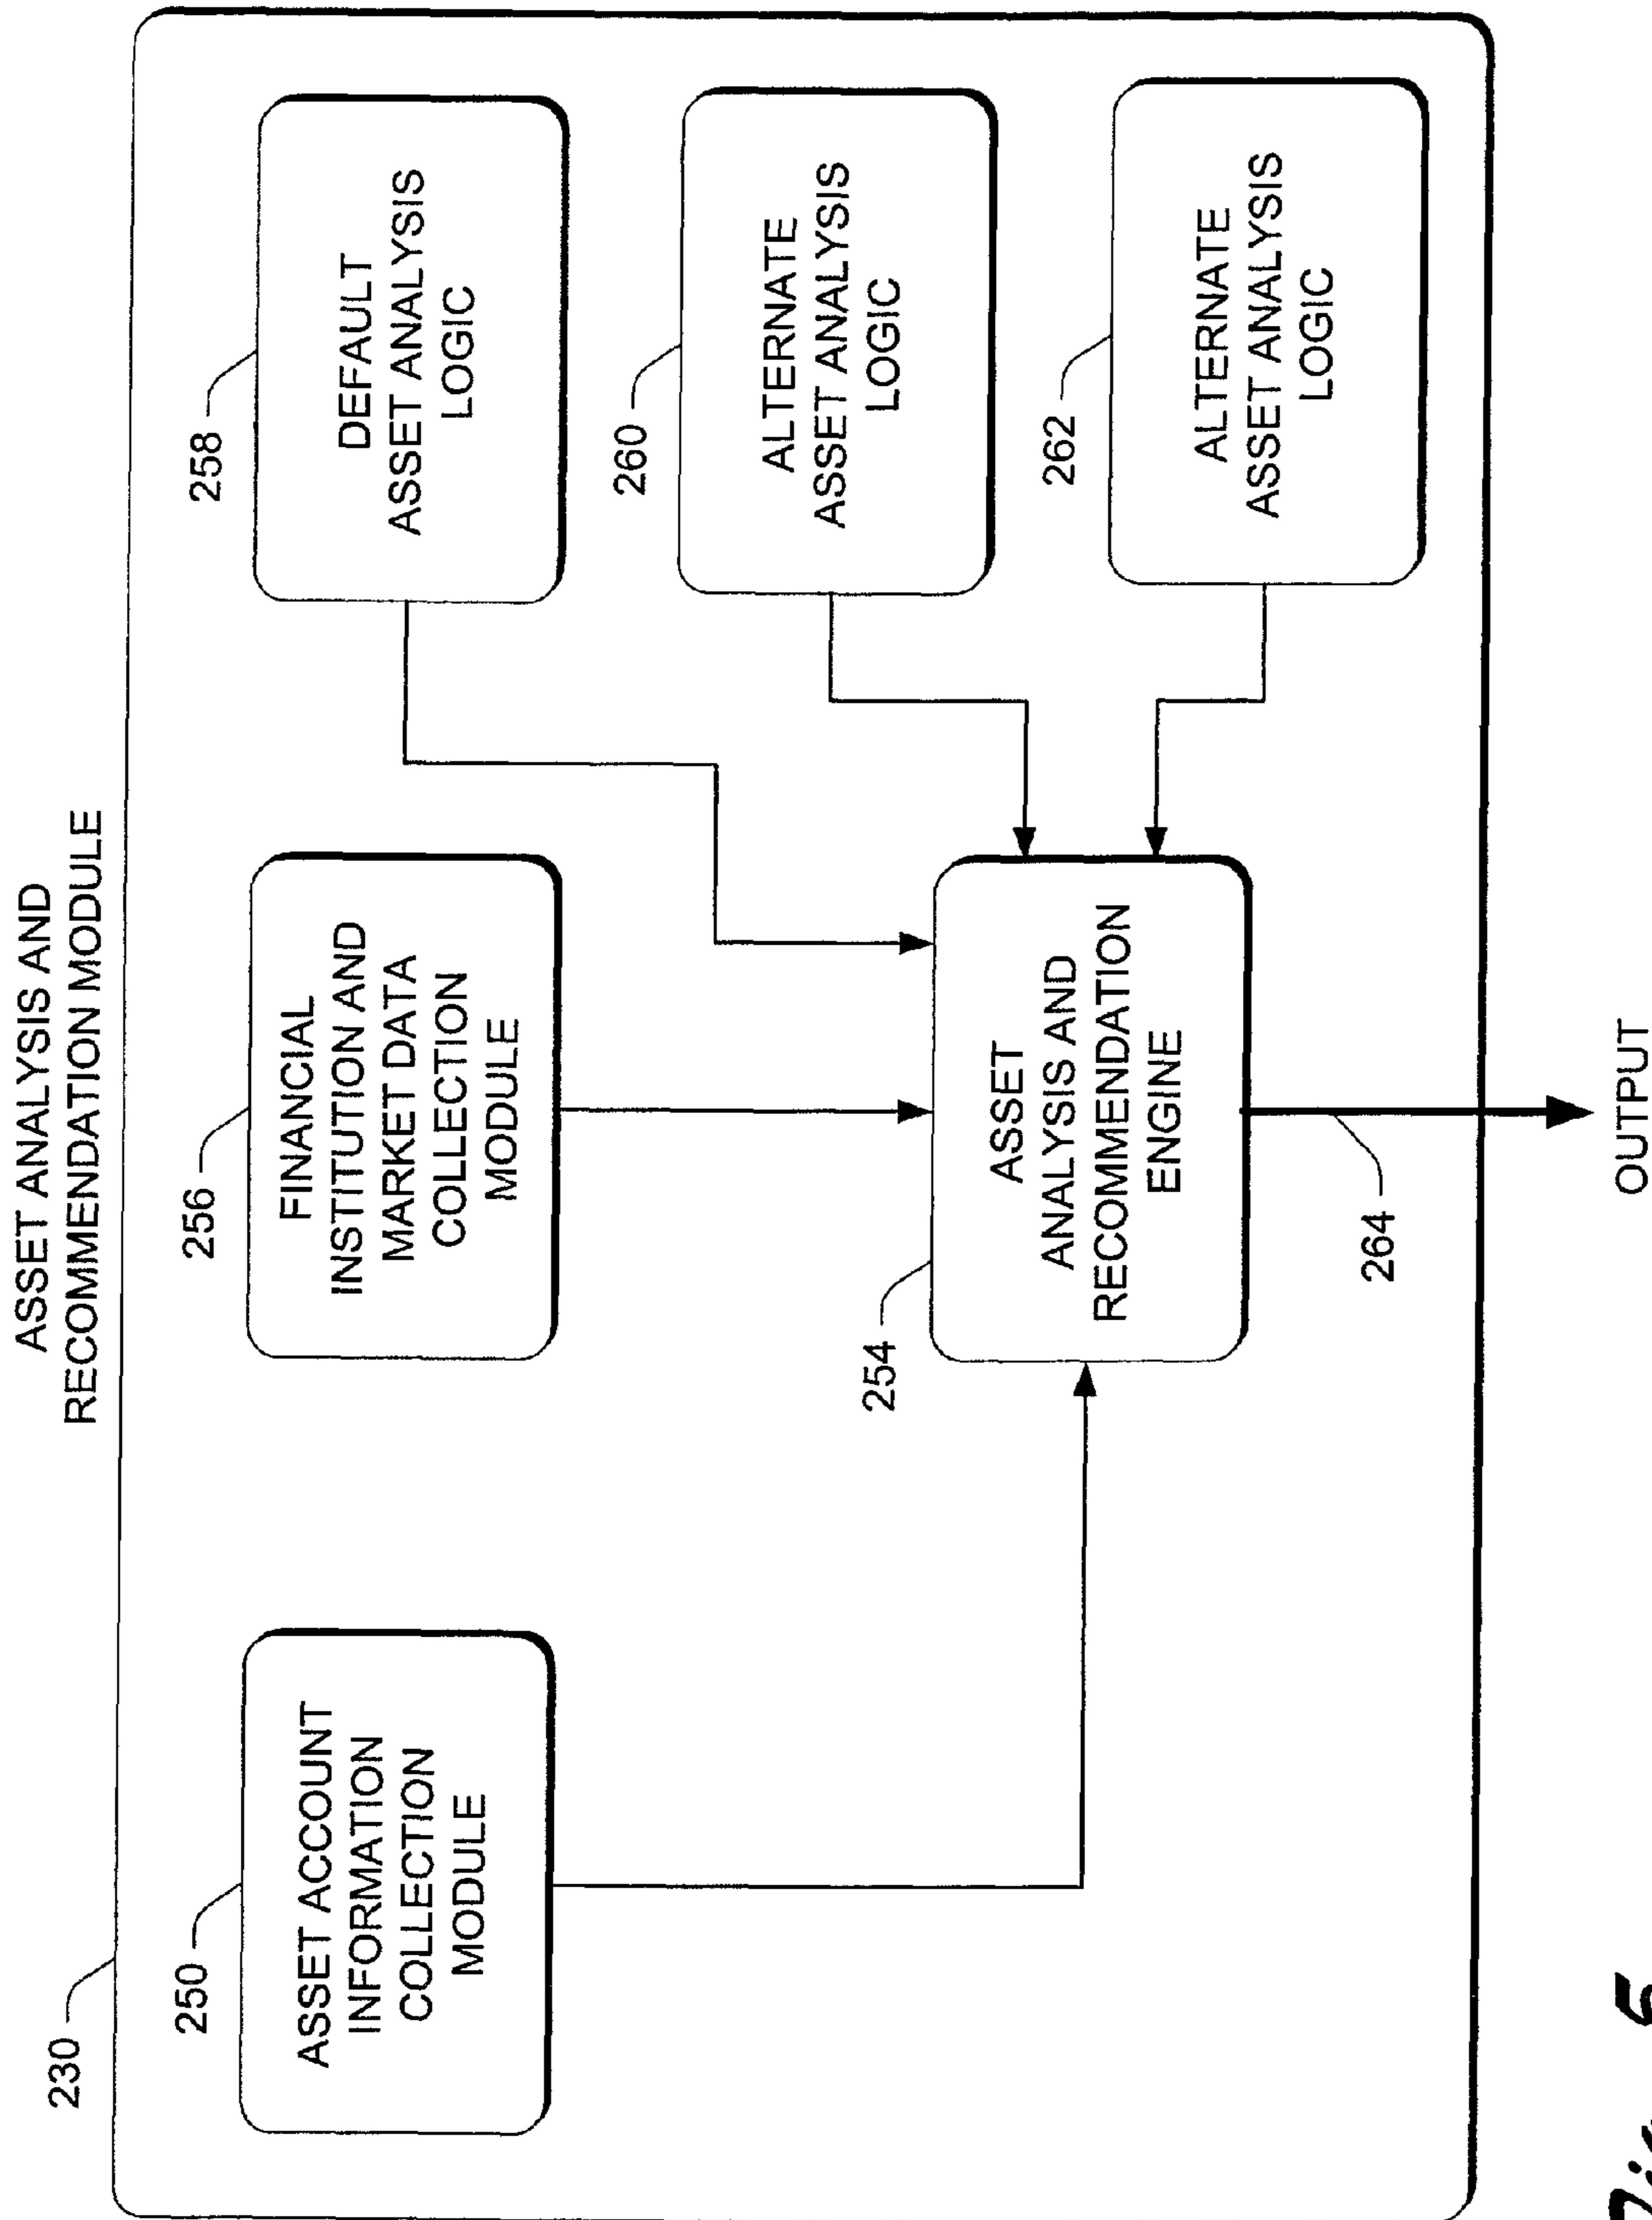 ASSET ANALYSIS AND
RECOMMENDATION MODULE
230
250
ASSET ACCOUNT
INFORMATION
COLLECTION
MODULE
256
FINANCIAL
INSTITUTION AND
MARKET DATA
COLLECTION
MODULE
258
DEFAULT
ASSET ANALYSIS
LOGIC
260
ALTERNATE
ASSET ANALYSIS
LOGIC
262
ALTERNATE
ASSET ANALYSIS
LOGIC
254
ASSET
ANALYSIS AND
RECOMMENDATION
ENGINE
264
OUTPUT